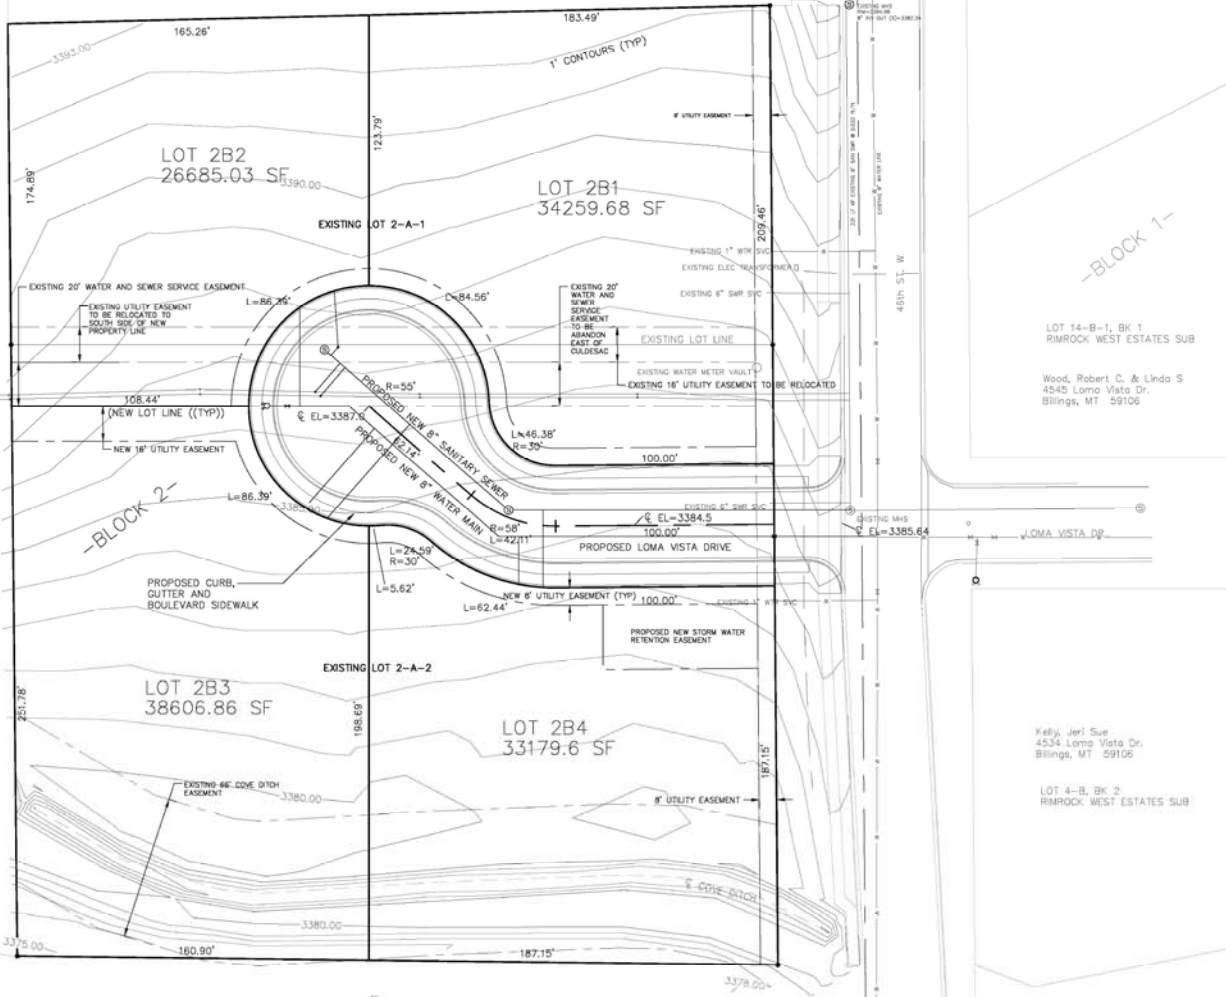 183.49'
EXISTING MHS
165.26'
3393.00
1' CONTOURS (TYP)
8' UTILITY EASEMENT
123.79'
LOT 2B2
26685.03 SF
3390.00
174.89'
LOT 2B1
34259.68 SF
209.46'
EXISTING 8" WATER LINE
EXISTING LOT 2-A-1
-BLOCK 1-
EXISTING 1" WTR SVC
EXISTING ELEC TRANSFORMER
46th ST. W.
EXISTING 20' WATER AND SEWER SERVICE EASEMENT
L=86.39'
L=84.56'
EXISTING 20'
WATER AND
SEWER
SERVICE
EASEMENT
TO BE
ABANDON
EAST OF
CULDESAC
EXISTING 6" SWR SVC
EXISTING UTILITY EASEMENT
TO BE RELOCATED TO
SOUTH SIDE OF NEW
PROPERTY LINE
EXISTING LOT LINE
LOT 14-B-1, BK 1
RIMROCK WEST ESTATES SUB
EXISTING WATER METER VAULT
EXISTING 16' UTILITY EASEMENT TO BE RELOCATED
Wood, Robert C. & Linda S
4545 Loma Vista Dr.
Billings, MT 59106
R=55'
108.44'
(NEW LOT LINE ((TYP))
EL=3387.0
PROPOSED NEW 8" SANITARY SEWER
62.14'
PROPOSED NEW 8" WATER MAIN
L=46.38'
R=30'
NEW 16' UTILITY EASEMENT
100.00'
-BLOCK 2-
L=86.39'
EXISTING 6" SWR SVC
EL=3384.5
EXISTING MHS
EL=3385.64
R=58'
L=42.11'
100.00'
LOMA VISTA DR.
PROPOSED LOMA VISTA DRIVE
L=24.59'
R=30'
PROPOSED CURB,
GUTTER AND
BOULEVARD SIDEWALK
L=5.62'
NEW 8' UTILITY EASEMENT (TYP)
100.00'
EXISTING 1" WTR SVC
L=62.44'
PROPOSED NEW STORM WATER
RETENTION EASEMENT
EXISTING LOT 2-A-2
LOT 2B3
38606.86 SF
251.78'
198.69'
LOT 2B4
33179.6 SF
187.15'
Kelly, Jeri Sue
4534 Loma Vista Dr.
Billings, MT 59106
EXISTING 66' COVE DITCH
EASEMENT
3380.00
8' UTILITY EASEMENT
LOT 4-B, BK 2
RIMROCK WEST ESTATES SUB
COVE DITCH
3380.00
3375.00
160.90'
187.15'
3378.00